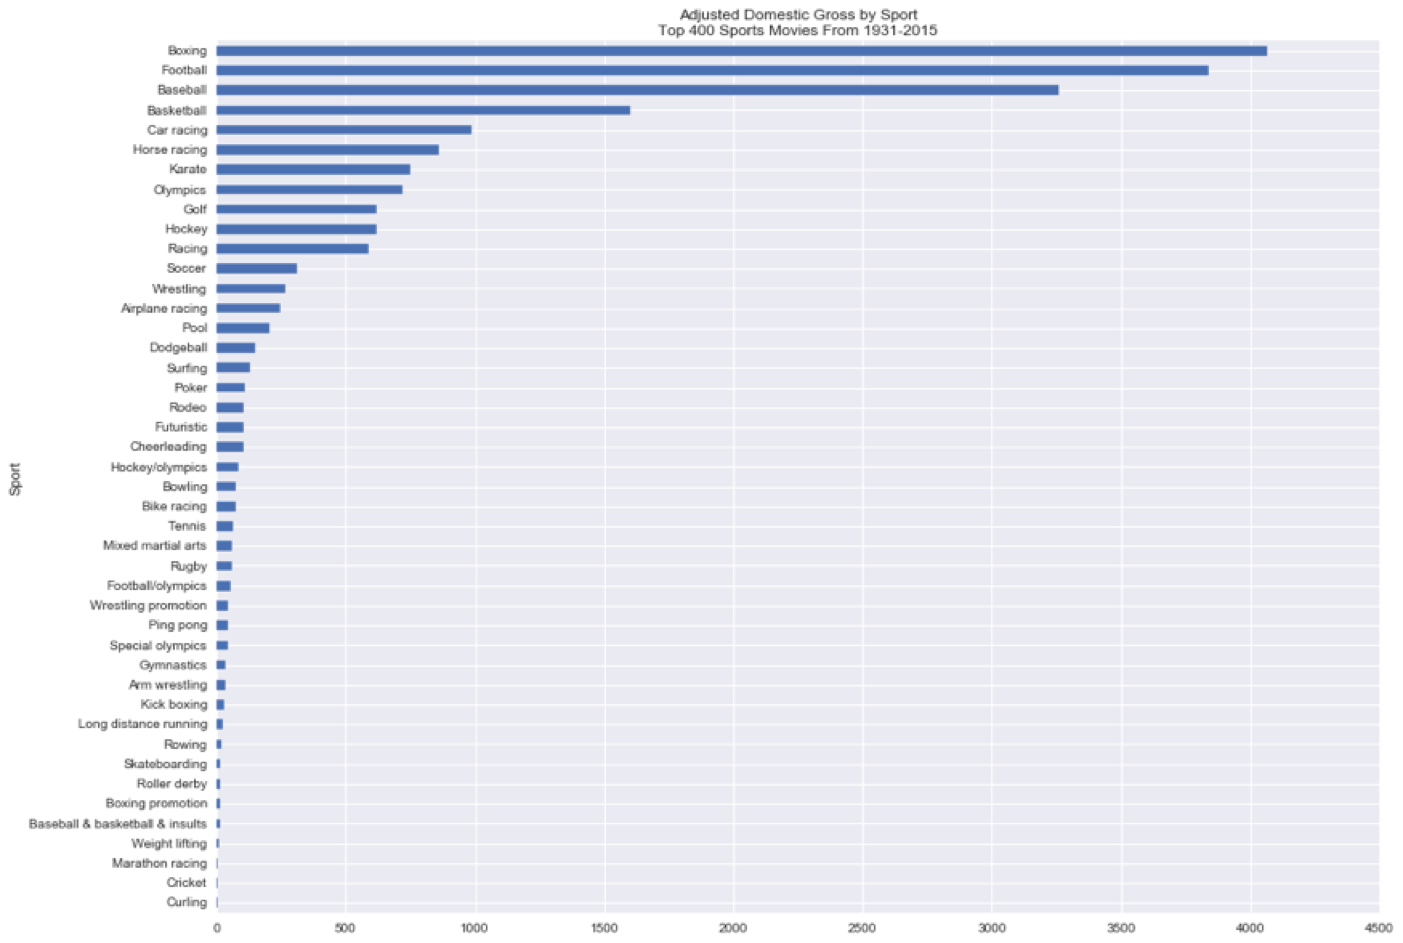 Adjusted Domestic Gross by Sport
Top 400 Sports Movies From 1931-2015
Boxing
Football
Baseball
Basketball
Car racing
Horse racing
Karate
Olympics
Golf
Hockey
Racing
Soccer
Wrestling
Airplane racing
Pool
Dodgeball
Surfing
Poker
Rodeo
Futuristic
Cheerleading
Hockey/olympics
Bowling
Bike racing
Tennis
Mixed martial arts
Rugby
Football/olympics
Wrestling promotion
Ping pong
Special olympics
Gymnastics
Arm wrestling
Kick boxing
Long distance running
Rowing
Skateboarding
Roller derby
Boxing promotion
Baseball & basketball & insults
Weight lifting
Marathon racing
Cricket
Curling
Sport
0 500 1000 1500 2000 2500 3000 3500 4000 4500